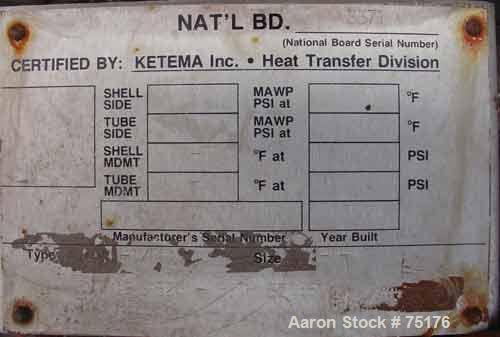 NAT'L BD.
(National Board Serial Number)
CERTIFIED BY: KETEMA Inc. • Heat Transfer Division
SHELL SIDE MAWP PSI at °F
TUBE SIDE MAWP PSI at °F
SHELL MDMT °F at PSI
TUBE MDMT °F at PSI
Manufacturer's Serial Number Year Built
Type Size
Aaron Stock # 75176